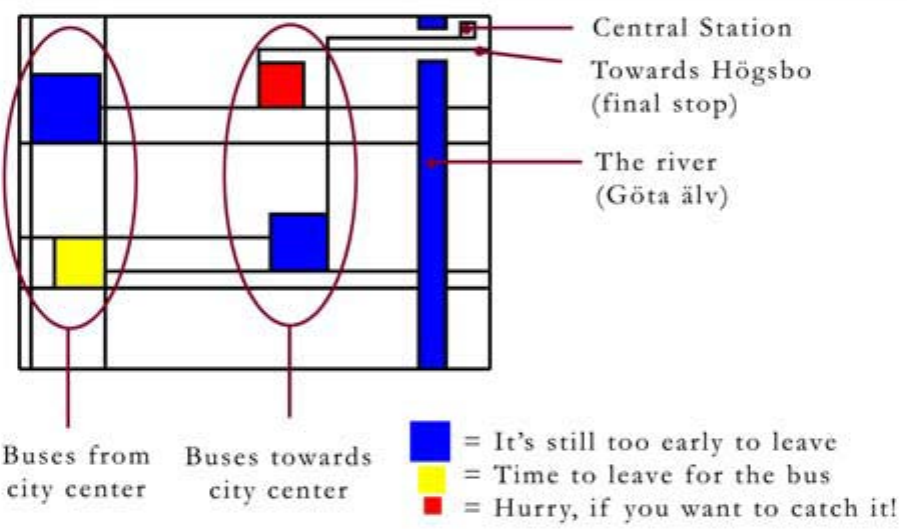 Central Station
Towards Högsbo
(final stop)
The river
(Göta älv)
Buses from
city center
Buses towards
city center
= It's still too early to leave
= Time to leave for the bus
= Hurry, if you want to catch it!